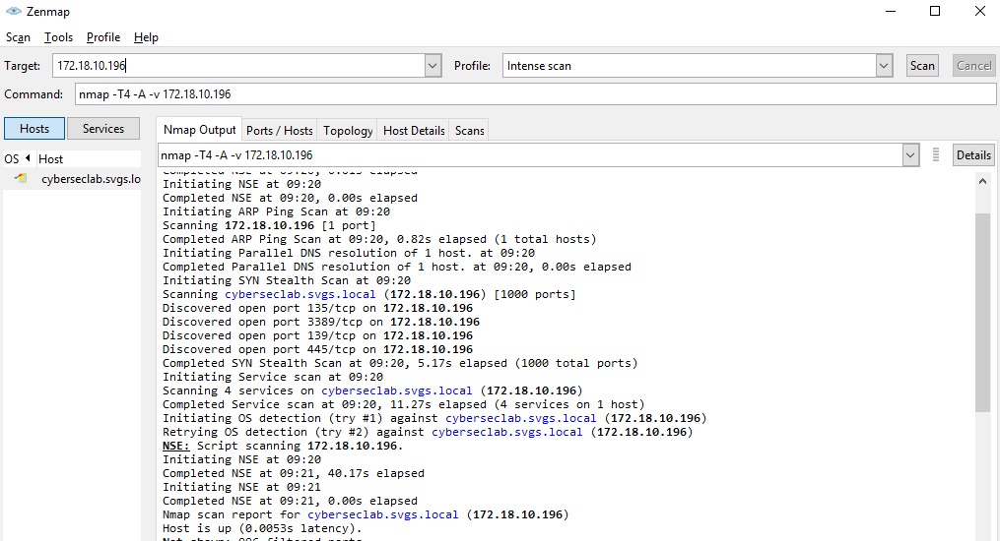 Zenmap
Scan Tools Profile Help
Target: 172.18.10.196 Profile: Intense scan Scan Cancel
Command: nmap -T4 -A -v 172.18.10.196
Hosts Services Nmap Output Ports / Hosts Topology Host Details Scans
OS Host nmap -T4 -A -v 172.18.10.196 Details
cyberseclab.svgs.lo
Completed NSE at 09:20, 0.01s elapsed
Initiating NSE at 09:20
Completed NSE at 09:20, 0.00s elapsed
Initiating ARP Ping Scan at 09:20
Scanning 172.18.10.196 [1 port]
Completed ARP Ping Scan at 09:20, 0.82s elapsed (1 total hosts)
Initiating Parallel DNS resolution of 1 host. at 09:20
Completed Parallel DNS resolution of 1 host. at 09:20, 0.00s elapsed
Initiating SYN Stealth Scan at 09:20
Scanning cyberseclab.svgs.local (172.18.10.196) [1000 ports]
Discovered open port 135/tcp on 172.18.10.196
Discovered open port 3389/tcp on 172.18.10.196
Discovered open port 139/tcp on 172.18.10.196
Discovered open port 445/tcp on 172.18.10.196
Completed SYN Stealth Scan at 09:20, 5.17s elapsed (1000 total ports)
Initiating Service scan at 09:20
Scanning 4 services on cyberseclab.svgs.local (172.18.10.196)
Completed Service scan at 09:20, 11.27s elapsed (4 services on 1 host)
Initiating OS detection (try #1) against cyberseclab.svgs.local (172.18.10.196)
Retrying OS detection (try #2) against cyberseclab.svgs.local (172.18.10.196)
NSE: Script scanning 172.18.10.196.
Initiating NSE at 09:20
Completed NSE at 09:21, 40.17s elapsed
Initiating NSE at 09:21
Completed NSE at 09:21, 0.00s elapsed
Nmap scan report for cyberseclab.svgs.local (172.18.10.196)
Host is up (0.0053s latency).
Not shown: 996 filtered ports